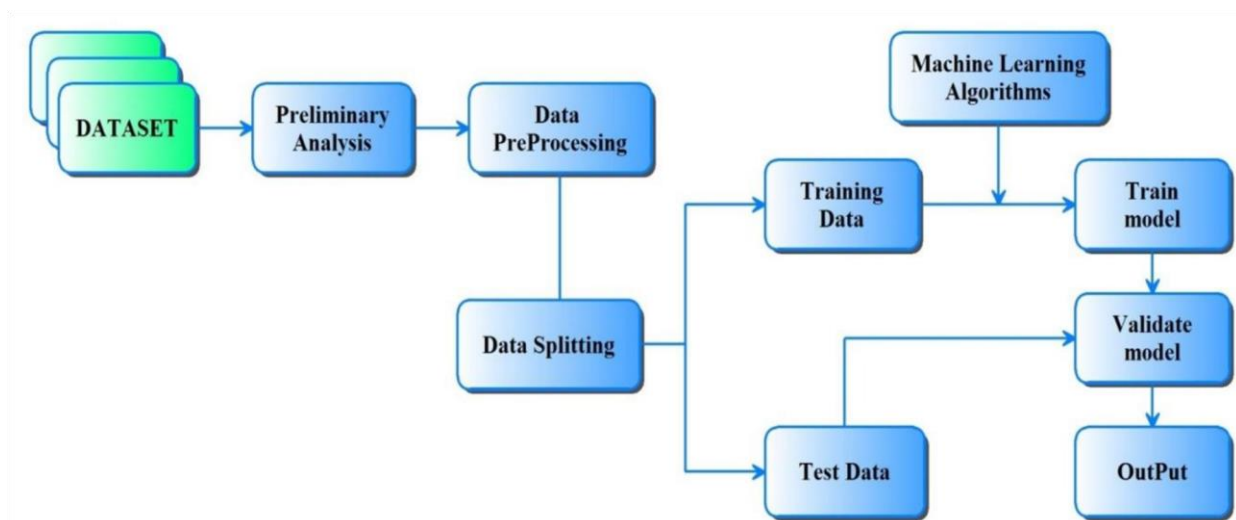 DATASET
Preliminary
Analysis
Data
PreProcessing
Data Splitting
Machine Learning
Algorithms
Training
Data
Train
model
Validate
model
Test Data
OutPut